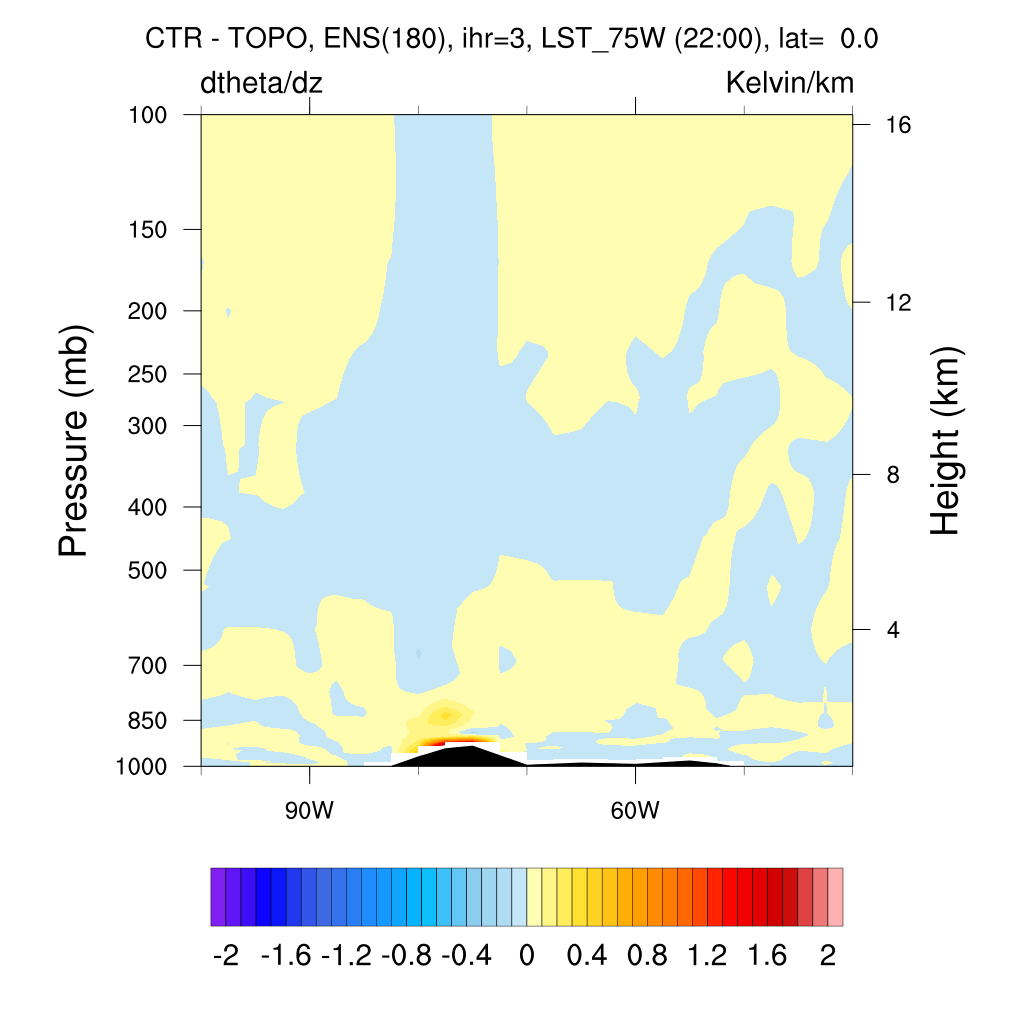 CTR - TOPO, ENS(180), ihr=3, LST_75W (22:00), lat=  0.0
dtheta/dz Kelvin/km
100
150
200
250
300
400
500
700
850
1000
Pressure (mb)
16
12
8
4
Height (km)
90W 60W
-2 -1.6 -1.2 -0.8 -0.4 0 0.4 0.8 1.2 1.6 2